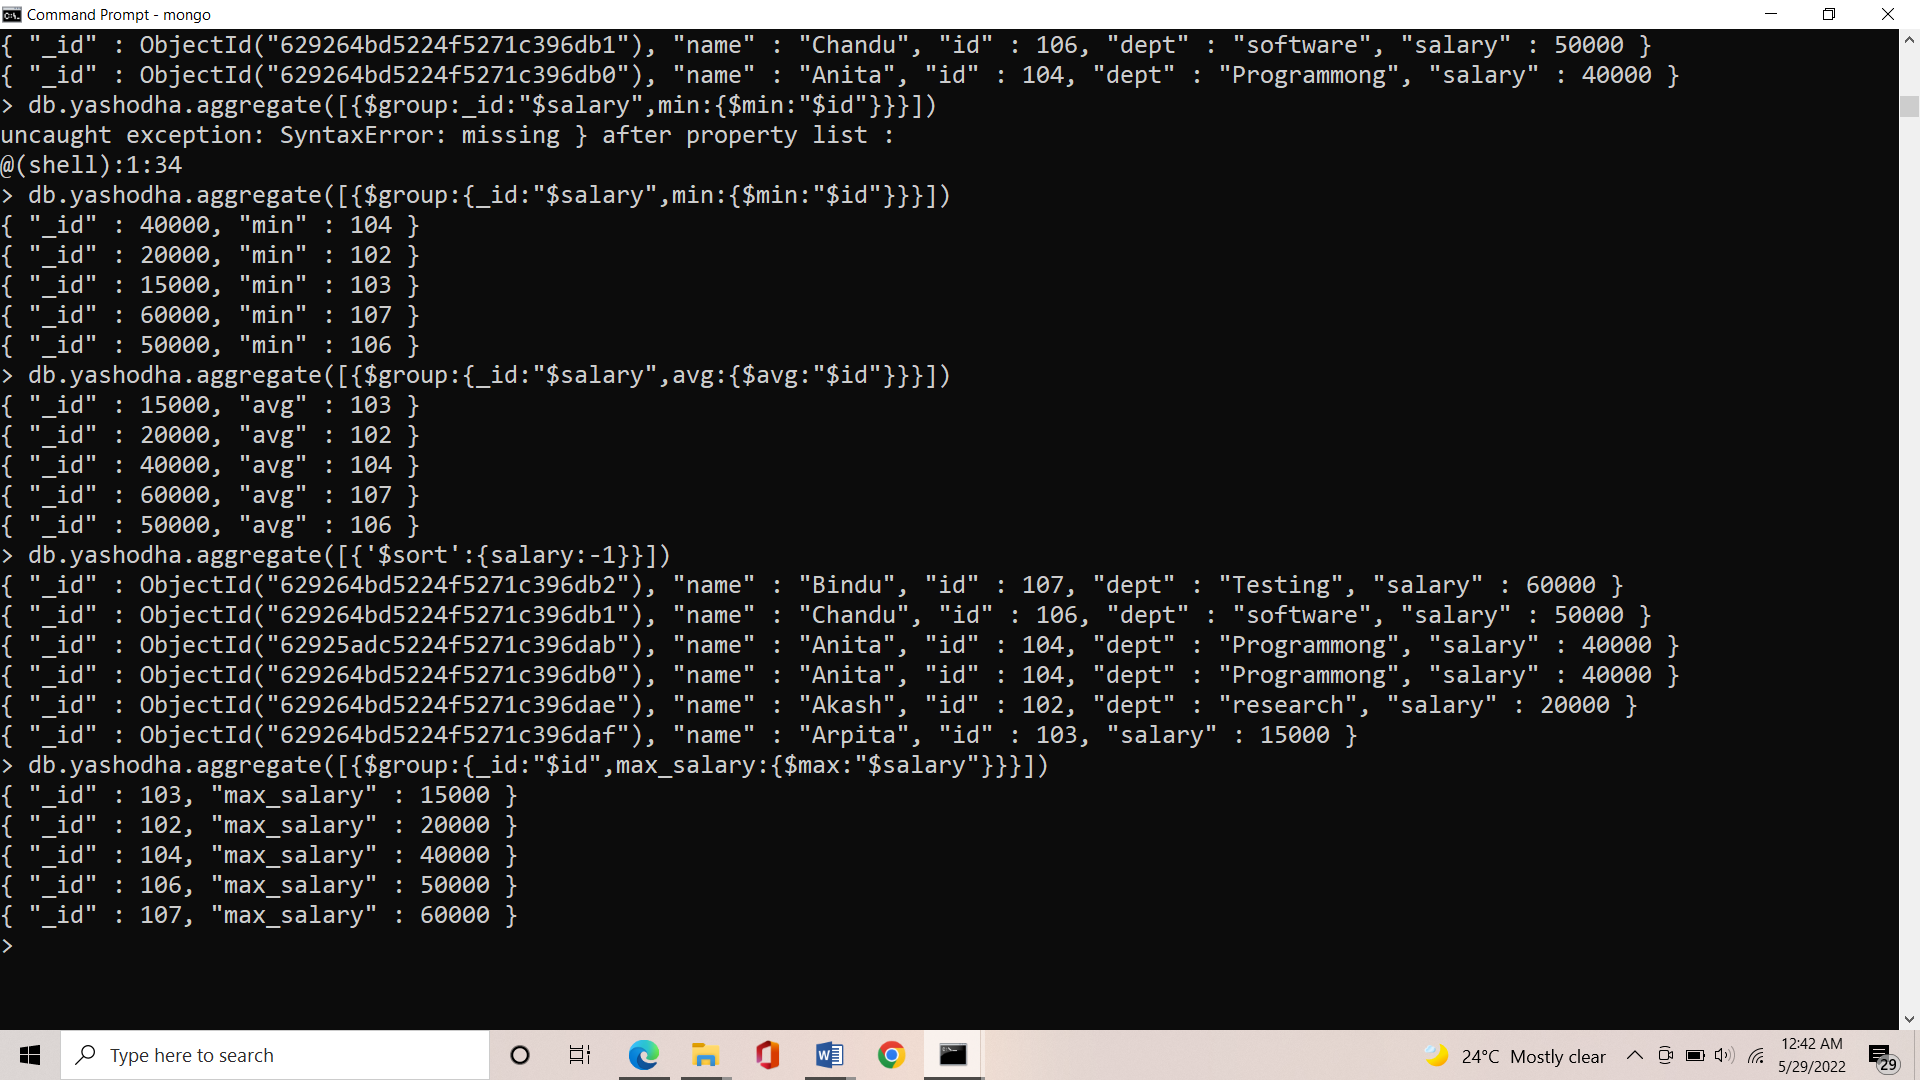 Command Prompt - mongo
{ "_id" : ObjectId("629264bd5224f5271c396db1"), "name" : "Chandu", "id" : 106, "dept" : "software", "salary" : 50000 }
{ "_id" : ObjectId("629264bd5224f5271c396db0"), "name" : "Anita", "id" : 104, "dept" : "Programmong", "salary" : 40000 }
> db.yashodha.aggregate([{$group:_id:"$salary",min:{$min:"$id"}}}])
uncaught exception: SyntaxError: missing } after property list :
@(shell):1:34
> db.yashodha.aggregate([{$group:{_id:"$salary",min:{$min:"$id"}}}])
{ "_id" : 40000, "min" : 104 }
{ "_id" : 20000, "min" : 102 }
{ "_id" : 15000, "min" : 103 }
{ "_id" : 60000, "min" : 107 }
{ "_id" : 50000, "min" : 106 }
> db.yashodha.aggregate([{$group:{_id:"$salary",avg:{$avg:"$id"}}}])
{ "_id" : 15000, "avg" : 103 }
{ "_id" : 20000, "avg" : 102 }
{ "_id" : 40000, "avg" : 104 }
{ "_id" : 60000, "avg" : 107 }
{ "_id" : 50000, "avg" : 106 }
> db.yashodha.aggregate([{'$sort':{salary:-1}}])
{ "_id" : ObjectId("629264bd5224f5271c396db2"), "name" : "Bindu", "id" : 107, "dept" : "Testing", "salary" : 60000 }
{ "_id" : ObjectId("629264bd5224f5271c396db1"), "name" : "Chandu", "id" : 106, "dept" : "software", "salary" : 50000 }
{ "_id" : ObjectId("62925adc5224f5271c396dab"), "name" : "Anita", "id" : 104, "dept" : "Programmong", "salary" : 40000 }
{ "_id" : ObjectId("629264bd5224f5271c396db0"), "name" : "Anita", "id" : 104, "dept" : "Programmong", "salary" : 40000 }
{ "_id" : ObjectId("629264bd5224f5271c396dae"), "name" : "Akash", "id" : 102, "dept" : "research", "salary" : 20000 }
{ "_id" : ObjectId("629264bd5224f5271c396daf"), "name" : "Arpita", "id" : 103, "salary" : 15000 }
> db.yashodha.aggregate([{$group:{_id:"$id",max_salary:{$max:"$salary"}}}])
{ "_id" : 103, "max_salary" : 15000 }
{ "_id" : 102, "max_salary" : 20000 }
{ "_id" : 104, "max_salary" : 40000 }
{ "_id" : 106, "max_salary" : 50000 }
{ "_id" : 107, "max_salary" : 60000 }
>
Type here to search
24°C Mostly clear
12:42 AM
5/29/2022
29